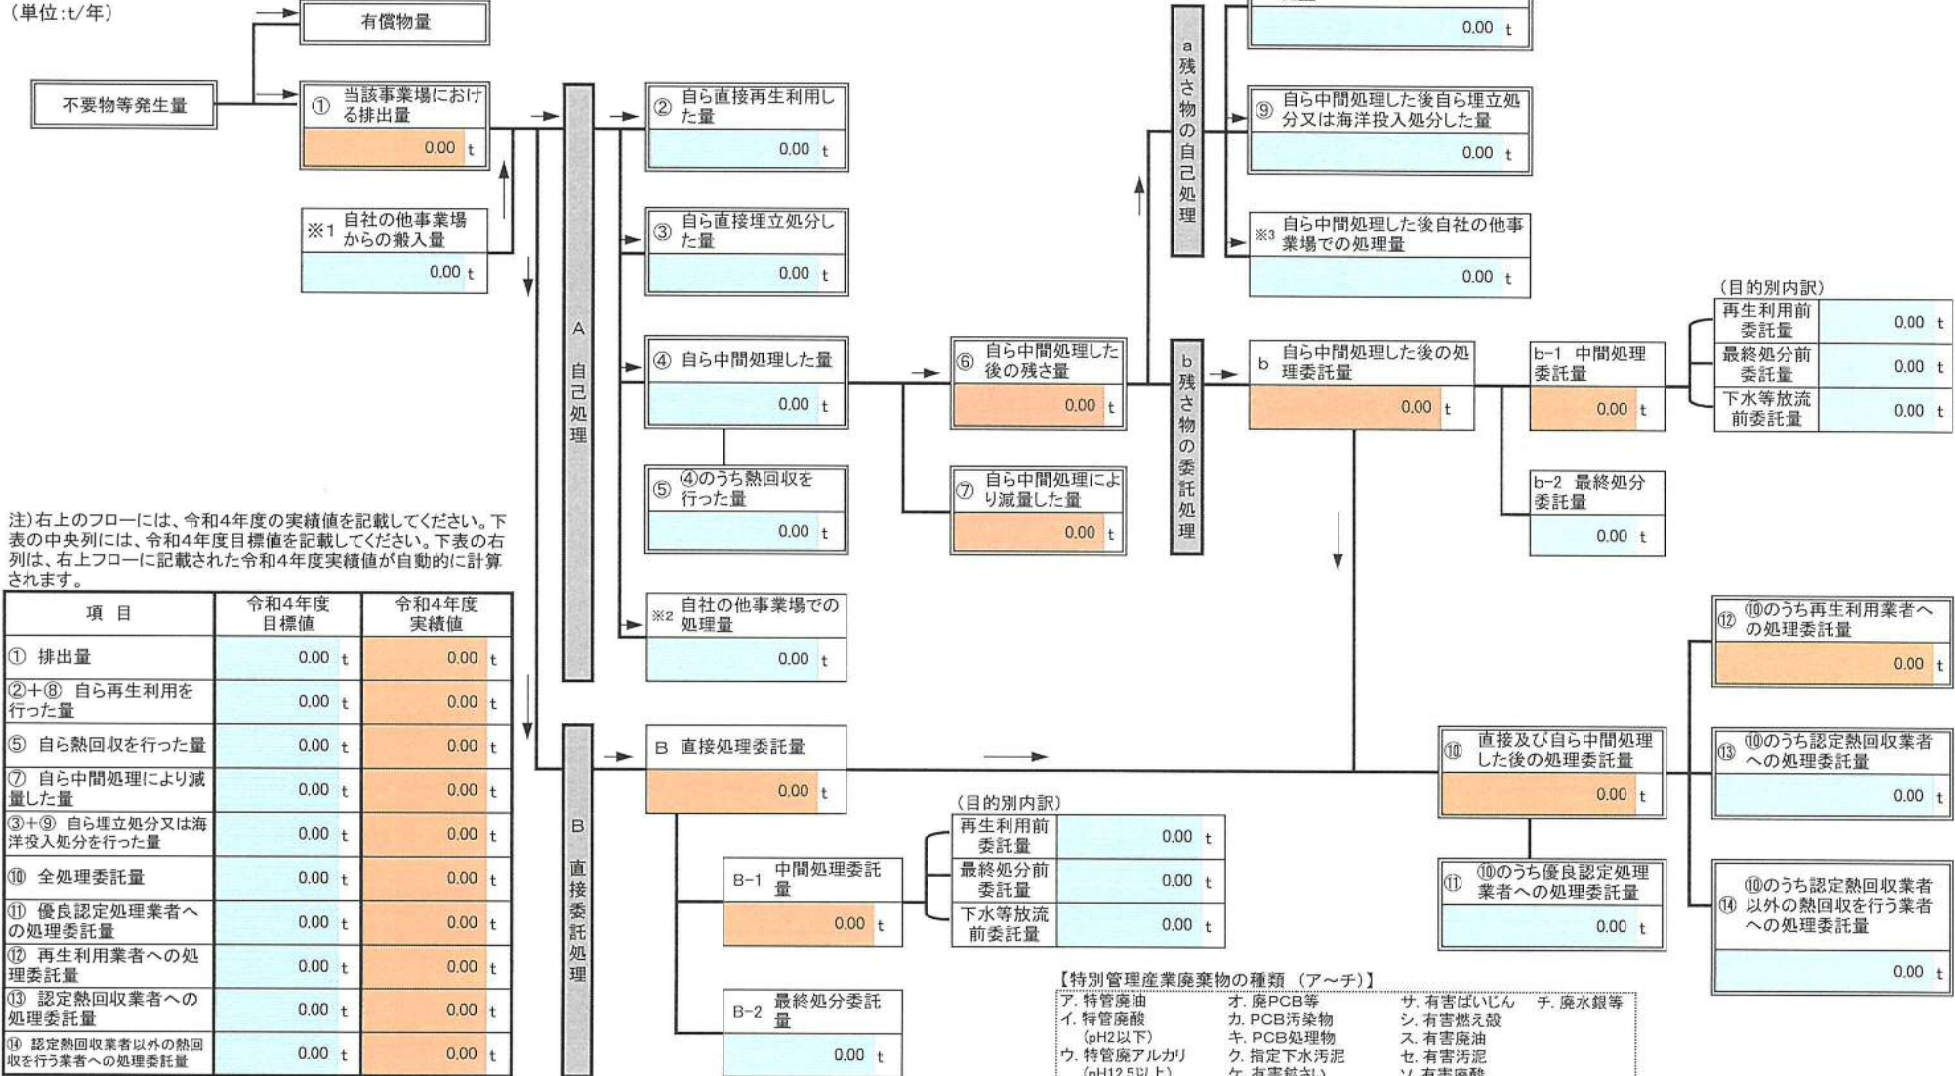 (単位:t/年)
有償物量
不要物等発生量
① 当該事業場におけ
る排出量
0.00 t
※1 自社の他事業場
からの搬入量
0.00 t
A 自己処理
② 自ら直接再生利用し
た量
0.00 t
③ 自ら直接埋立処分し
た量
0.00 t
④ 自ら中間処理した量
0.00 t
⑤ ④のうち熱回収を
行った量
0.00 t
※2 自社の他事業場での
処理量
0.00 t
⑥ 自ら中間処理した
後の残さ量
0.00 t
⑦ 自ら中間処理によ
り減量した量
0.00 t
a 残さ物の自己処理
0.00 t
⑨ 自ら中間処理した後自ら埋立処
分又は海洋投入処分した量
0.00 t
※3 自ら中間処理した後自社の他事
業場での処理量
0.00 t
b 残さ物の委託処理
b 自ら中間処理した後の処
理委託量
0.00 t
b-1 中間処理
委託量
0.00 t
(目的別内訳)
再生利用前
委託量 0.00 t
最終処分前
委託量 0.00 t
下水等放流
前委託量 0.00 t
b-2 最終処分
委託量
0.00 t
注)右上のフローには、令和4年度の実績値を記載してください。下
表の中央列には、令和4年度目標値を記載してください。下表の右
列は、右上フローに記載された令和4年度実績値が自動的に計算
されます。
項 目 令和4年度
目標値 令和4年度
実績値
① 排出量 0.00 t 0.00 t
②+⑧ 自ら再生利用を
行った量 0.00 t 0.00 t
⑤ 自ら熱回収を行った量 0.00 t 0.00 t
⑦ 自ら中間処理により減
量した量 0.00 t 0.00 t
③+⑨ 自ら埋立処分又は海
洋投入処分を行った量 0.00 t 0.00 t
⑩ 全処理委託量 0.00 t 0.00 t
⑪ 優良認定処理業者へ
の処理委託量 0.00 t 0.00 t
⑫ 再生利用業者への処
理委託量 0.00 t 0.00 t
⑬ 認定熱回収業者への
処理委託量 0.00 t 0.00 t
⑭ 認定熱回収業者以外の熱回
収を行う業者への処理委託量 0.00 t 0.00 t
B 直接委託処理
B 直接処理委託量
0.00 t
B-1 中間処理委託
量
0.00 t
(目的別内訳)
再生利用前
委託量 0.00 t
最終処分前
委託量 0.00 t
下水等放流
前委託量 0.00 t
B-2 最終処分委託
量
0.00 t
⑩ 直接及び自ら中間処理
した後の処理委託量
0.00 t
⑪ ⑩のうち優良認定処理
業者への処理委託量
0.00 t
⑫ ⑩のうち再生利用業者へ
の処理委託量
0.00 t
⑬ ⑩のうち認定熱回収業者
への処理委託量
0.00 t
⑭ ⑩のうち認定熱回収業者
以外の熱回収を行う業者
への処理委託量
0.00 t
【特別管理産業廃棄物の種類 (ア~チ)】
ア. 特管廃油 オ. 廃PCB等 サ. 有害ばいじん チ. 廃水銀等
イ. 特管廃酸 カ. PCB汚染物 シ. 有害燃え殻
(pH2以下) キ. PCB処理物 ス. 有害廃油
ウ. 特管廃アルカリ ク. 指定下水汚泥 セ. 有害汚泥
(pH12.5以上) ケ. 有害鉱さい ソ. 有害廃酸